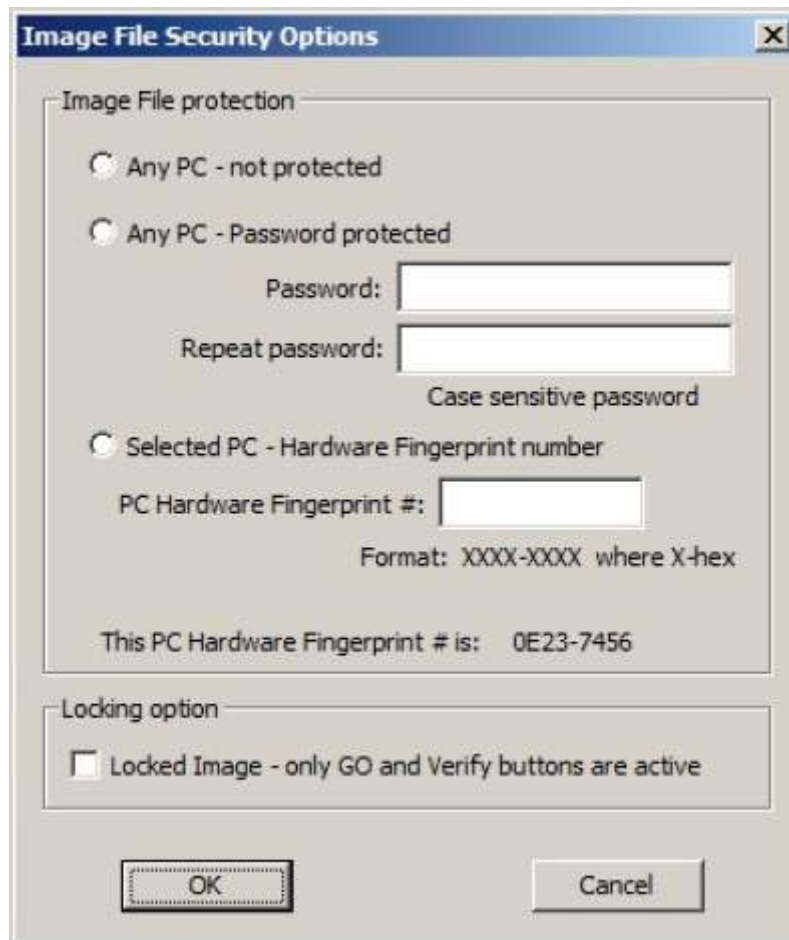 Image File Security Options
Image File protection
Any PC - not protected
Any PC - Password protected
Password:
Repeat password:
Case sensitive password
Selected PC - Hardware Fingerprint number
PC Hardware Fingerprint #:
Format: XXXX-XXXX where X-hex
This PC Hardware Fingerprint # is: 0E23-7456
Locking option
Locked Image - only GO and Verify buttons are active
OK Cancel